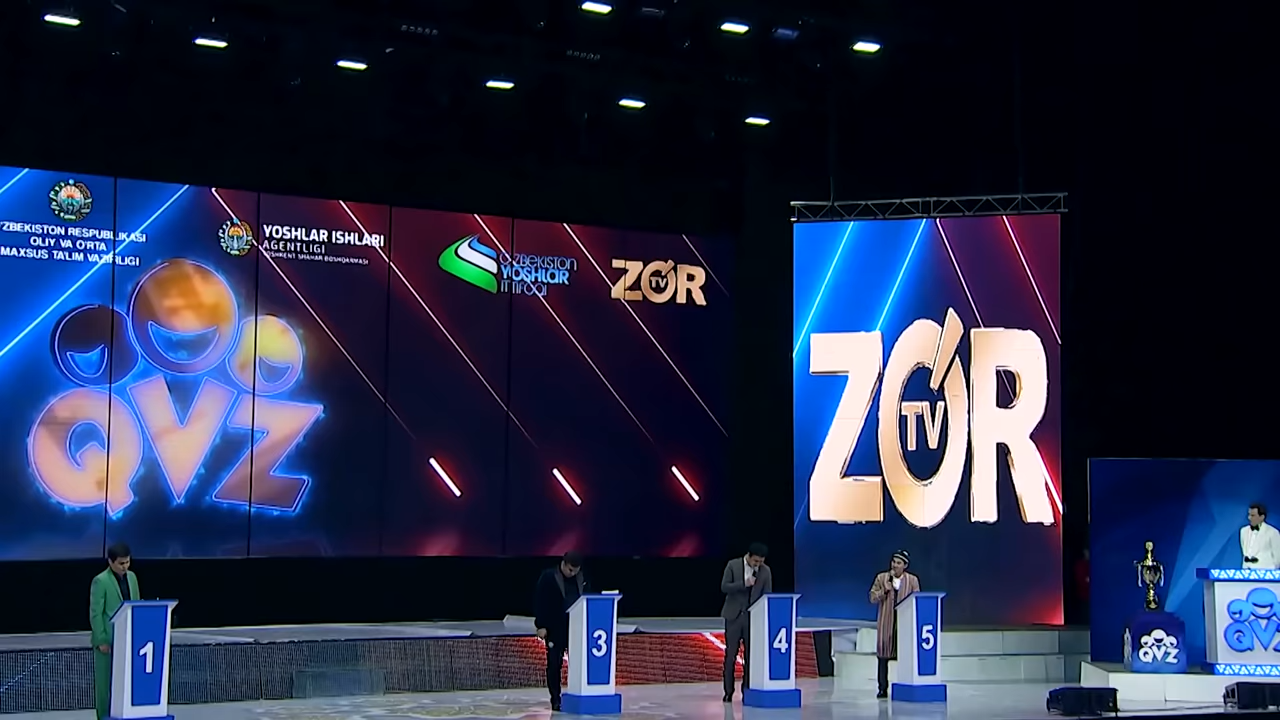 O'ZBEKISTON RESPUBLIKASI
OLIY VA O'RTA
MAXSUS TA'LIM VAZIRLIGI
YOSHLAR ISHLARI
AGENTLIGI
TOSHKENT SHAHAR BOSHQARMASI
O'ZBEKISTON
YOSHLAR
ITTIFOQI
ZO'R
TV
QVZ
ZO'R
TV
1
3
4
5
QVZ
QVZ